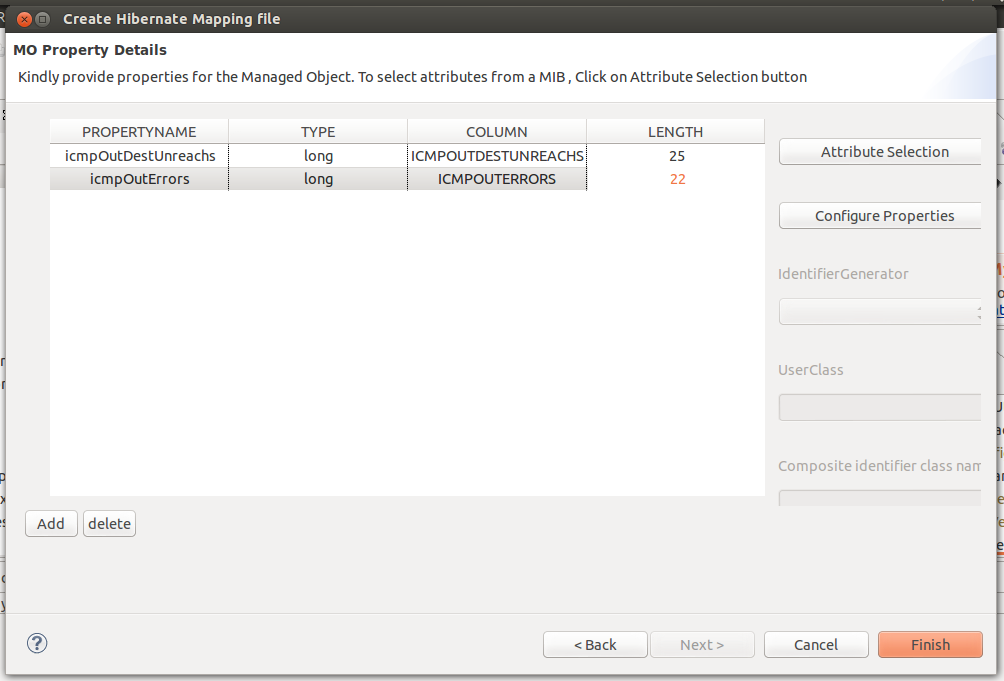 Create Hibernate Mapping file
MO Property Details
Kindly provide properties for the Managed Object. To select attributes from a MIB , Click on Attribute Selection button
PROPERTYNAME TYPE COLUMN LENGTH
icmpOutDestUnreachs long ICMPOUTDESTUNREACHS 25
icmpOutErrors long ICMPOUTERRORS 22
Attribute Selection
Configure Properties
IdentifierGenerator
UserClass
Composite identifier class nam
Add delete
< Back Next > Cancel Finish